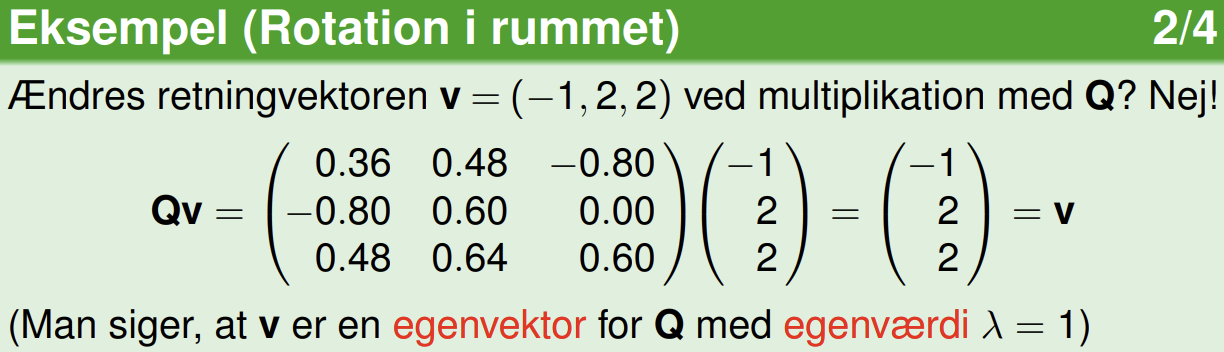 Eksempel (Rotation i rummet) 2/4
Ændres retningvektoren v = (−1, 2, 2) ved multiplikation med Q? Nej!
0.36 0.48 −0.80 −1 −1
Qv = −0.80 0.60 0.00 2 = 2 = v
0.48 0.64 0.60 2 2
(Man siger, at v er en egenvektor for Q med egenværdi λ = 1)